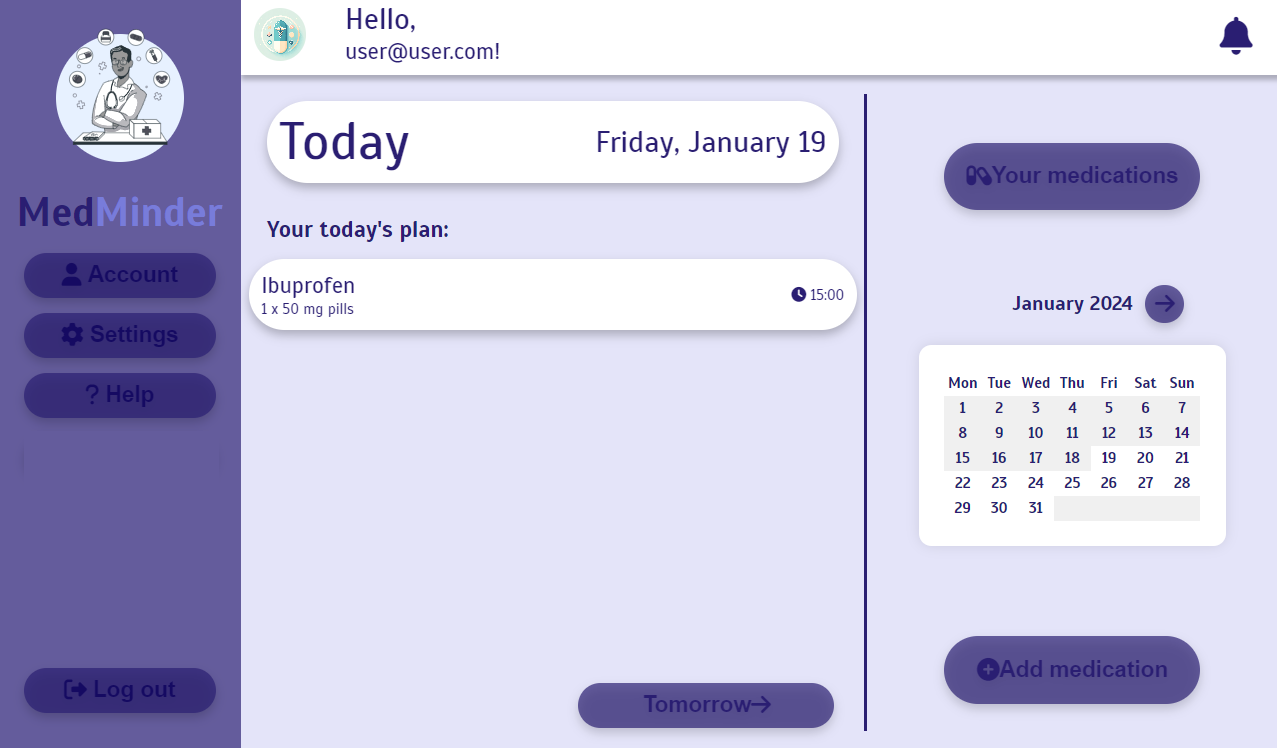 MedMinder
Account
Settings
? Help
Log out
Hello,
user@user.com!
Today
Friday, January 19
Your today's plan:
Ibuprofen
1 x 50 mg pills
15:00
Tomorrow
Your medications
January 2024
Mon Tue Wed Thu Fri Sat Sun
1 2 3 4 5 6 7
8 9 10 11 12 13 14
15 16 17 18 19 20 21
22 23 24 25 26 27 28
29 30 31
Add medication